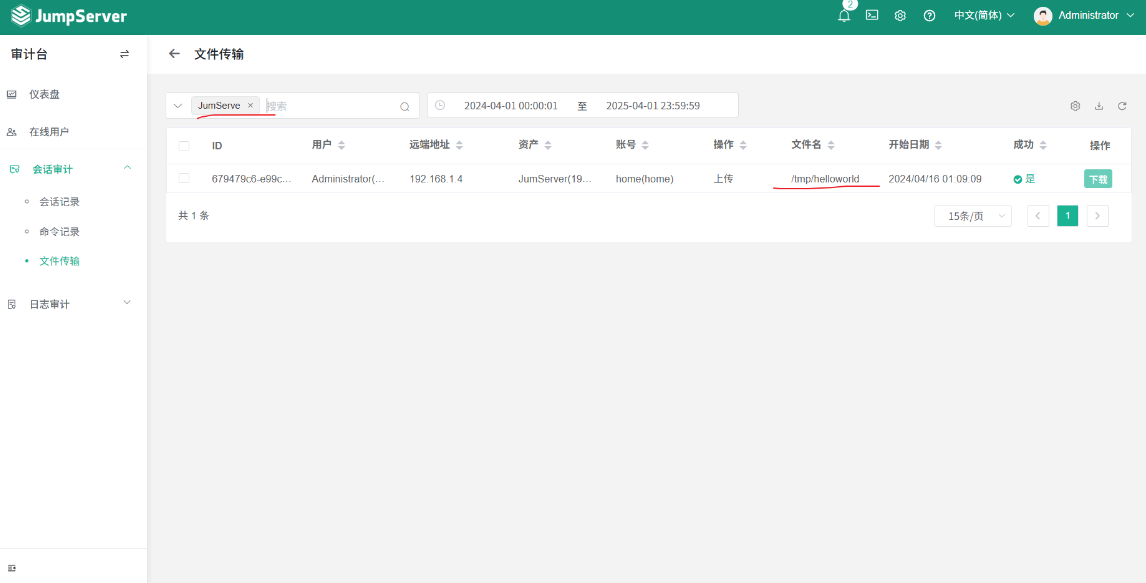 JumpServer 2 中文(简体) Administrator
审计台
← 文件传输
JumServe × 搜索 2024-04-01 00:00:01 至 2025-04-01 23:59:59
仪表盘
在线用户
会话审计
会话记录
命令记录
文件传输
日志审计
ID 用户 远端地址 资产 账号 操作 文件名 开始日期 成功 操作
679479c6-e99c... Administrator(... 192.168.1.4 JumServer(19... home(home) 上传 /tmp/helloworld 2024/04/16 01:09:09 是 下载
共 1 条 15条/页 1